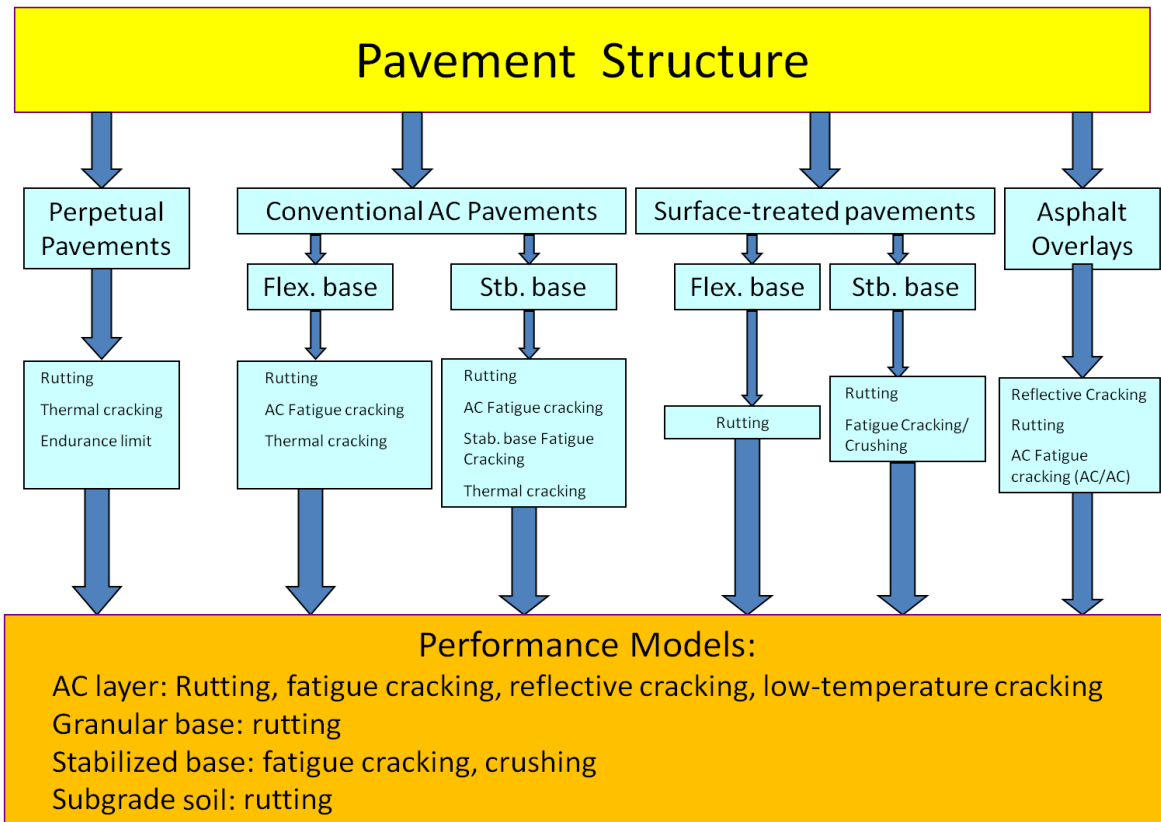 Pavement Structure
Perpetual
Pavements
Conventional AC Pavements
Surface-treated pavements
Asphalt
Overlays
Flex. base
Stb. base
Flex. base
Stb. base
Rutting
Thermal cracking
Endurance limit
Rutting
AC Fatigue cracking
Thermal cracking
Rutting
AC Fatigue cracking
Stab. base Fatigue
Cracking
Thermal cracking
Rutting
Rutting
Fatigue Cracking/
Crushing
Reflective Cracking
Rutting
AC Fatigue
cracking (AC/AC)
Performance Models:
AC layer: Rutting, fatigue cracking, reflective cracking, low-temperature cracking
Granular base: rutting
Stabilized base: fatigue cracking, crushing
Subgrade soil: rutting